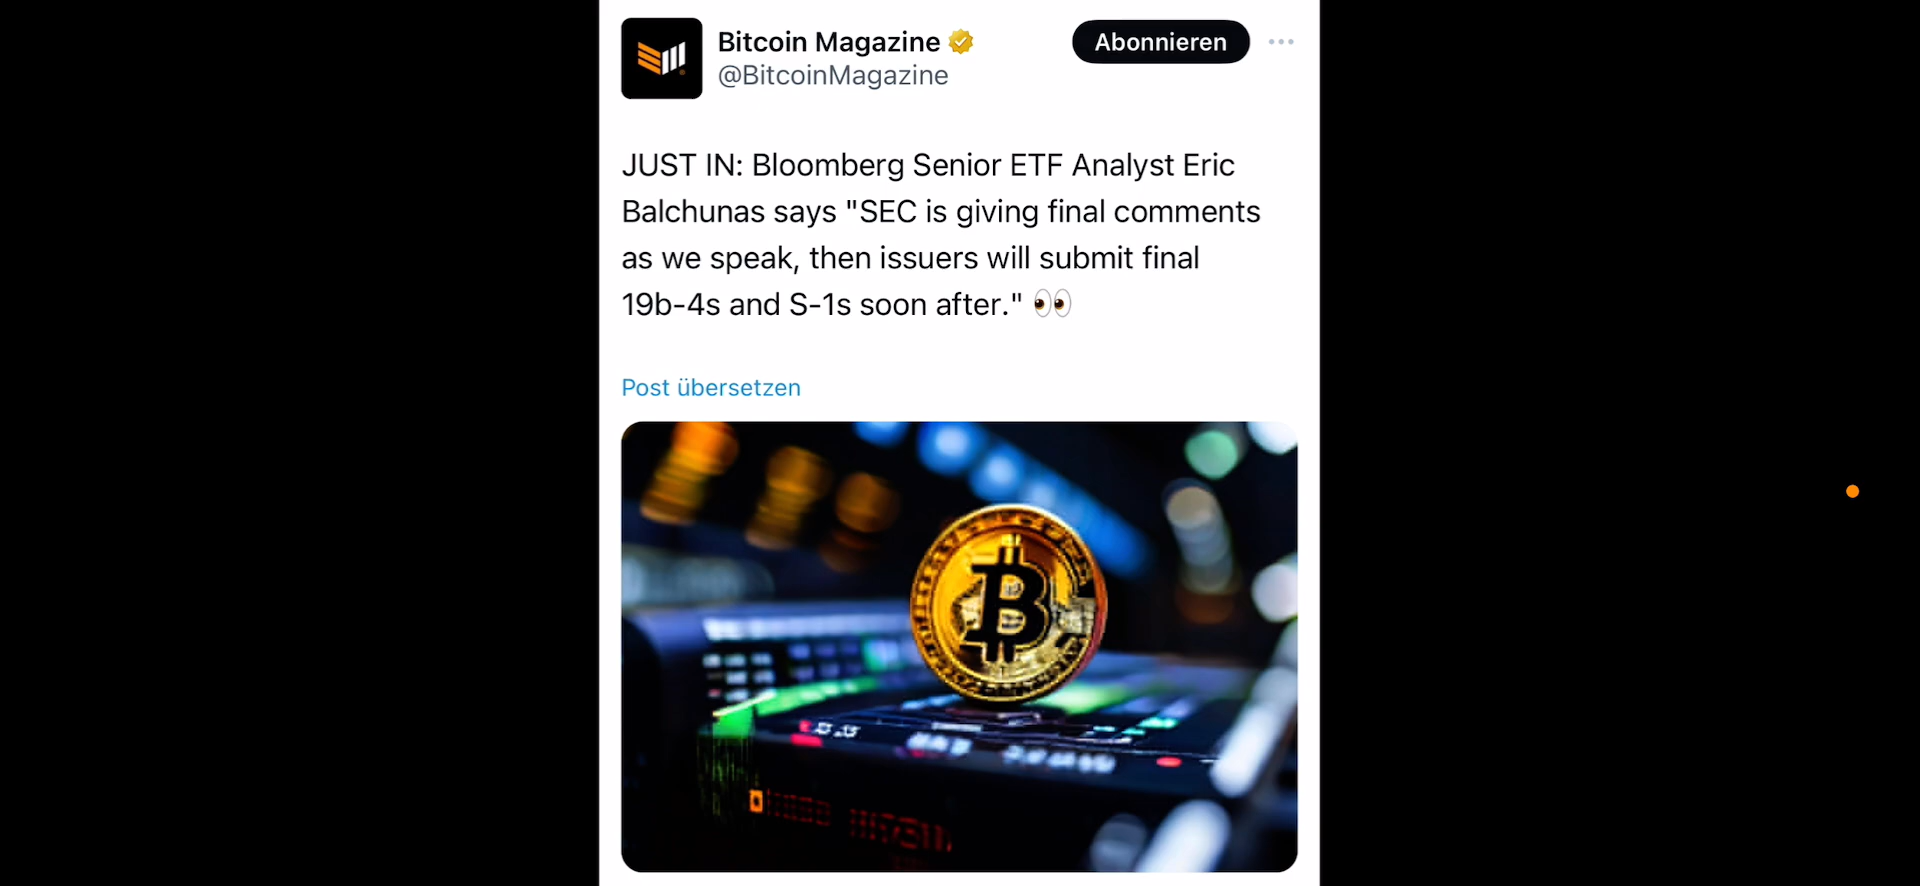 Bitcoin Magazine
Abonnieren
@BitcoinMagazine
JUST IN: Bloomberg Senior ETF Analyst Eric
Balchunas says "SEC is giving final comments
as we speak, then issuers will submit final
19b-4s and S-1s soon after." 👀
Post übersetzen